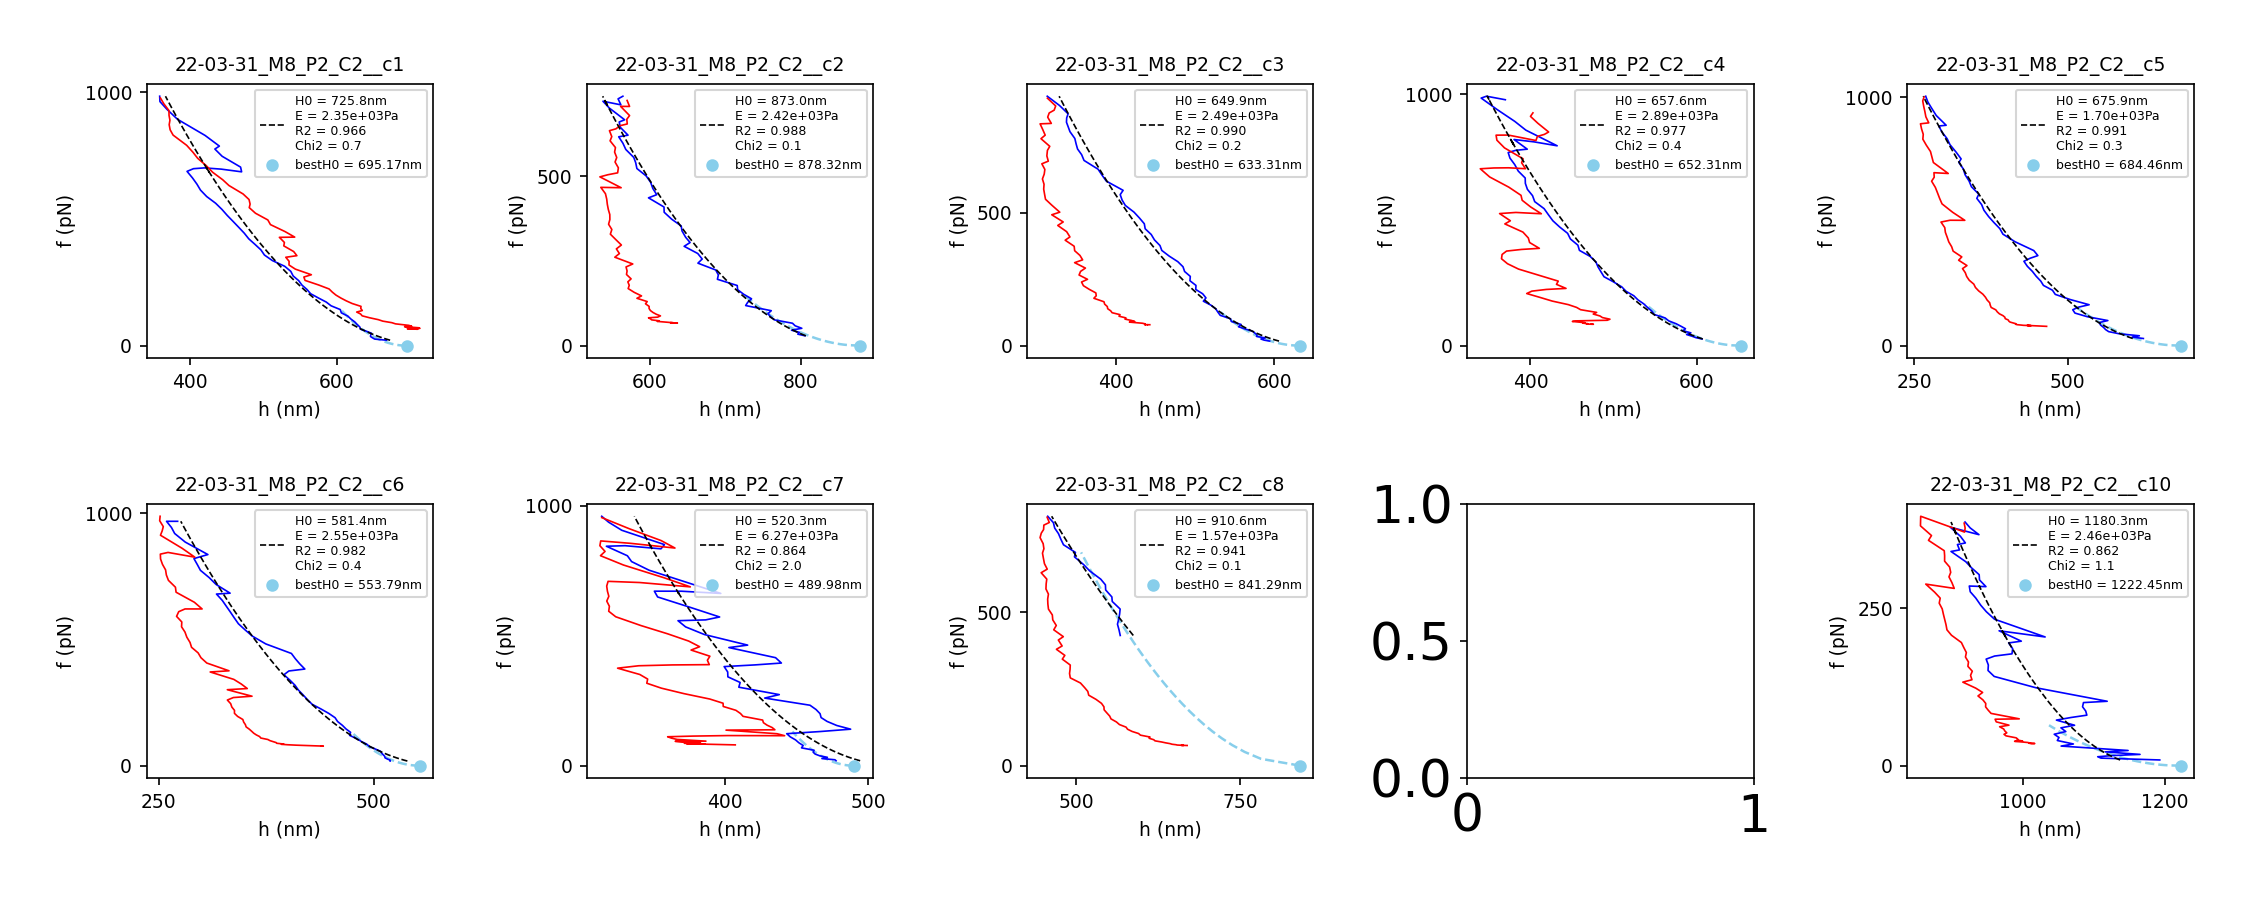 22-03-31_M8_P2_C2__c1
1000
0
400 600
f (pN)
h (nm)
H0 = 725.8nm
E = 2.35e+03Pa
R2 = 0.966
Chi2 = 0.7
bestH0 = 695.17nm
22-03-31_M8_P2_C2__c2
500
0
600 800
f (pN)
h (nm)
H0 = 873.0nm
E = 2.42e+03Pa
R2 = 0.988
Chi2 = 0.1
bestH0 = 878.32nm
22-03-31_M8_P2_C2__c3
500
0
400 600
f (pN)
h (nm)
H0 = 649.9nm
E = 2.49e+03Pa
R2 = 0.990
Chi2 = 0.2
bestH0 = 633.31nm
22-03-31_M8_P2_C2__c4
1000
0
400 600
f (pN)
h (nm)
H0 = 657.6nm
E = 2.89e+03Pa
R2 = 0.977
Chi2 = 0.4
bestH0 = 652.31nm
22-03-31_M8_P2_C2__c5
1000
0
250 500
f (pN)
h (nm)
H0 = 675.9nm
E = 1.70e+03Pa
R2 = 0.991
Chi2 = 0.3
bestH0 = 684.46nm
22-03-31_M8_P2_C2__c6
1000
0
250 500
f (pN)
h (nm)
H0 = 581.4nm
E = 2.55e+03Pa
R2 = 0.982
Chi2 = 0.4
bestH0 = 553.79nm
22-03-31_M8_P2_C2__c7
1000
0
400 500
f (pN)
h (nm)
H0 = 520.3nm
E = 6.27e+03Pa
R2 = 0.864
Chi2 = 2.0
bestH0 = 489.98nm
22-03-31_M8_P2_C2__c8
500
0
500 750
f (pN)
h (nm)
H0 = 910.6nm
E = 1.57e+03Pa
R2 = 0.941
Chi2 = 0.1
bestH0 = 841.29nm
1.0
0.5
0.0
0 1
22-03-31_M8_P2_C2__c10
250
0
1000 1200
f (pN)
h (nm)
H0 = 1180.3nm
E = 2.46e+03Pa
R2 = 0.862
Chi2 = 1.1
bestH0 = 1222.45nm